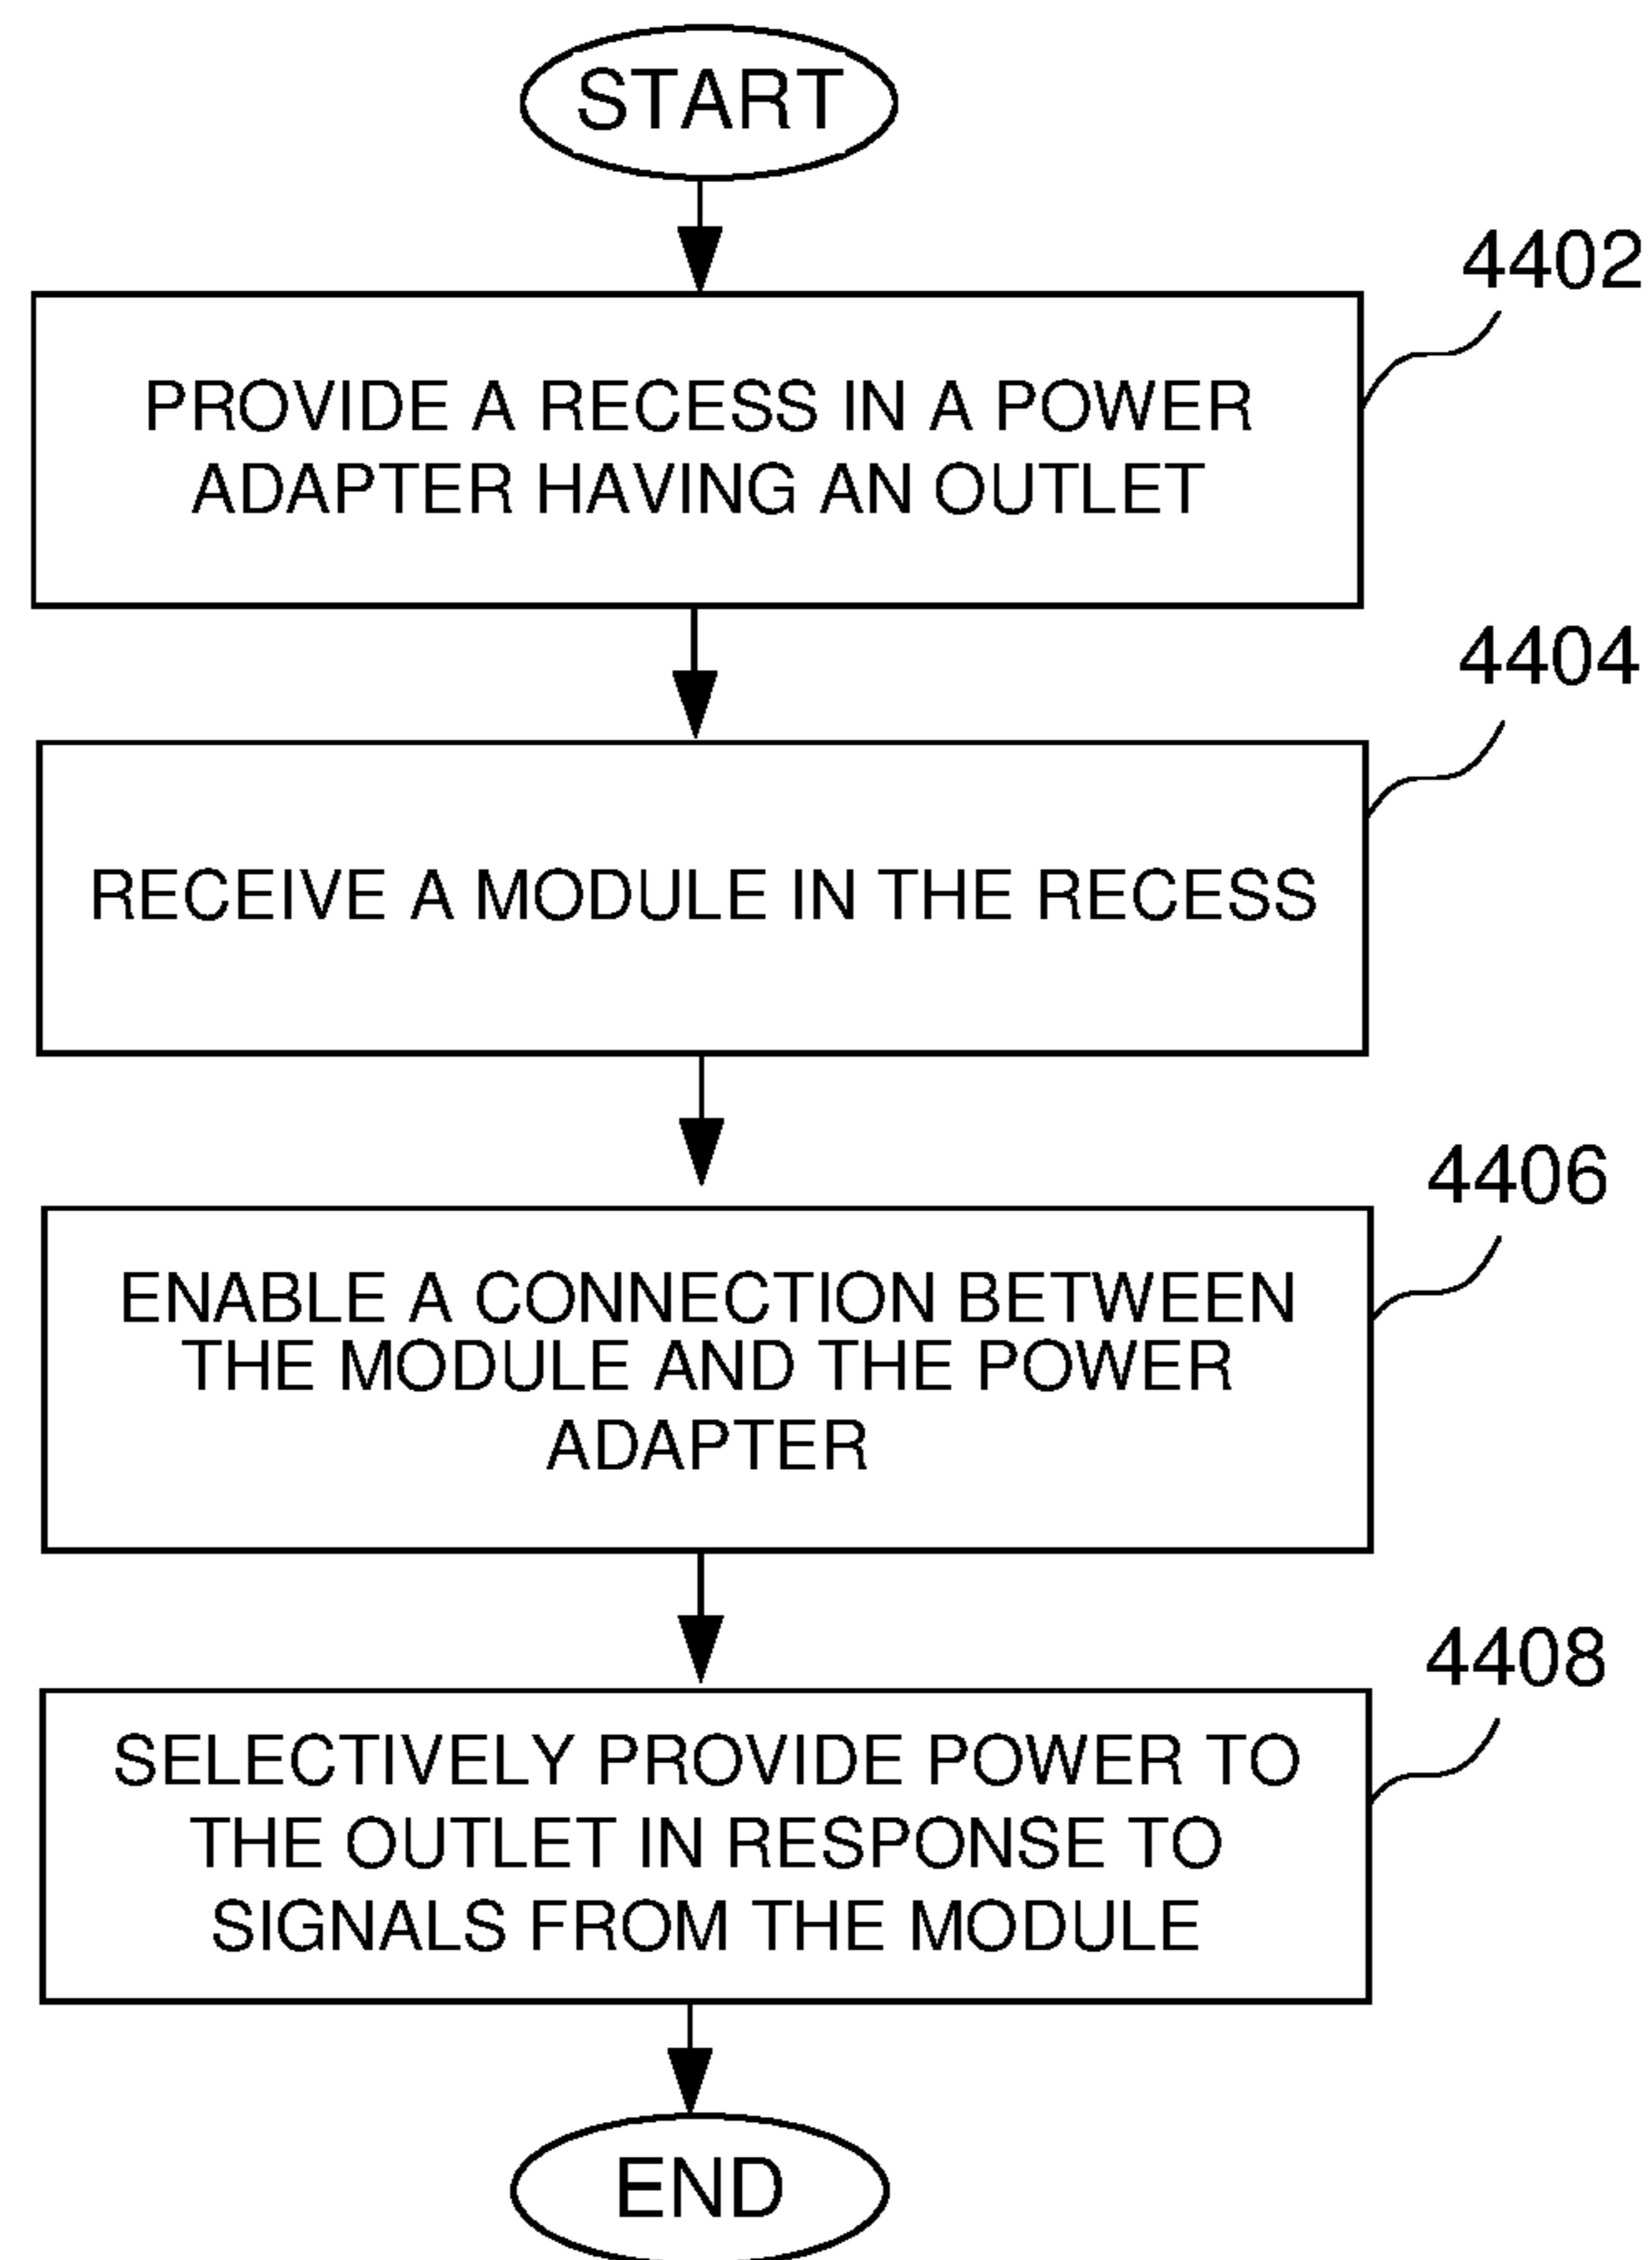 START
4402
PROVIDE A RECESS IN A POWER
ADAPTER HAVING AN OUTLET
4404
RECEIVE A MODULE IN THE RECESS
4406
ENABLE A CONNECTION BETWEEN
THE MODULE AND THE POWER
ADAPTER
4408
SELECTIVELY PROVIDE POWER TO
THE OUTLET IN RESPONSE TO
SIGNALS FROM THE MODULE
END